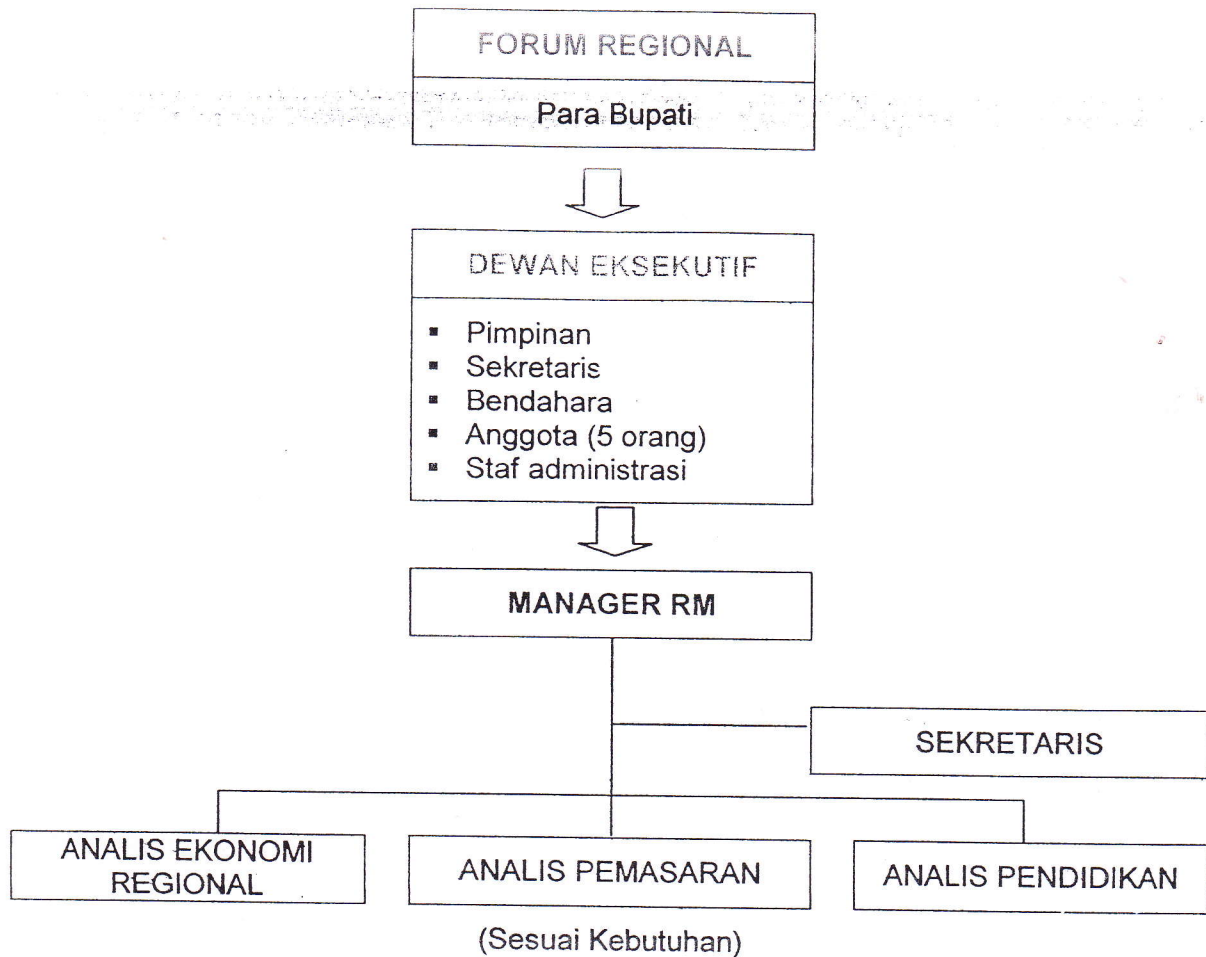 FORUM REGIONAL
Para Bupati
DEWAN EKSEKUTIF
▪ Pimpinan
▪ Sekretaris
▪ Bendahara
▪ Anggota (5 orang)
▪ Staf administrasi
MANAGER RM
SEKRETARIS
ANALIS EKONOMI
REGIONAL
ANALIS PEMASARAN
ANALIS PENDIDIKAN
(Sesuai Kebutuhan)